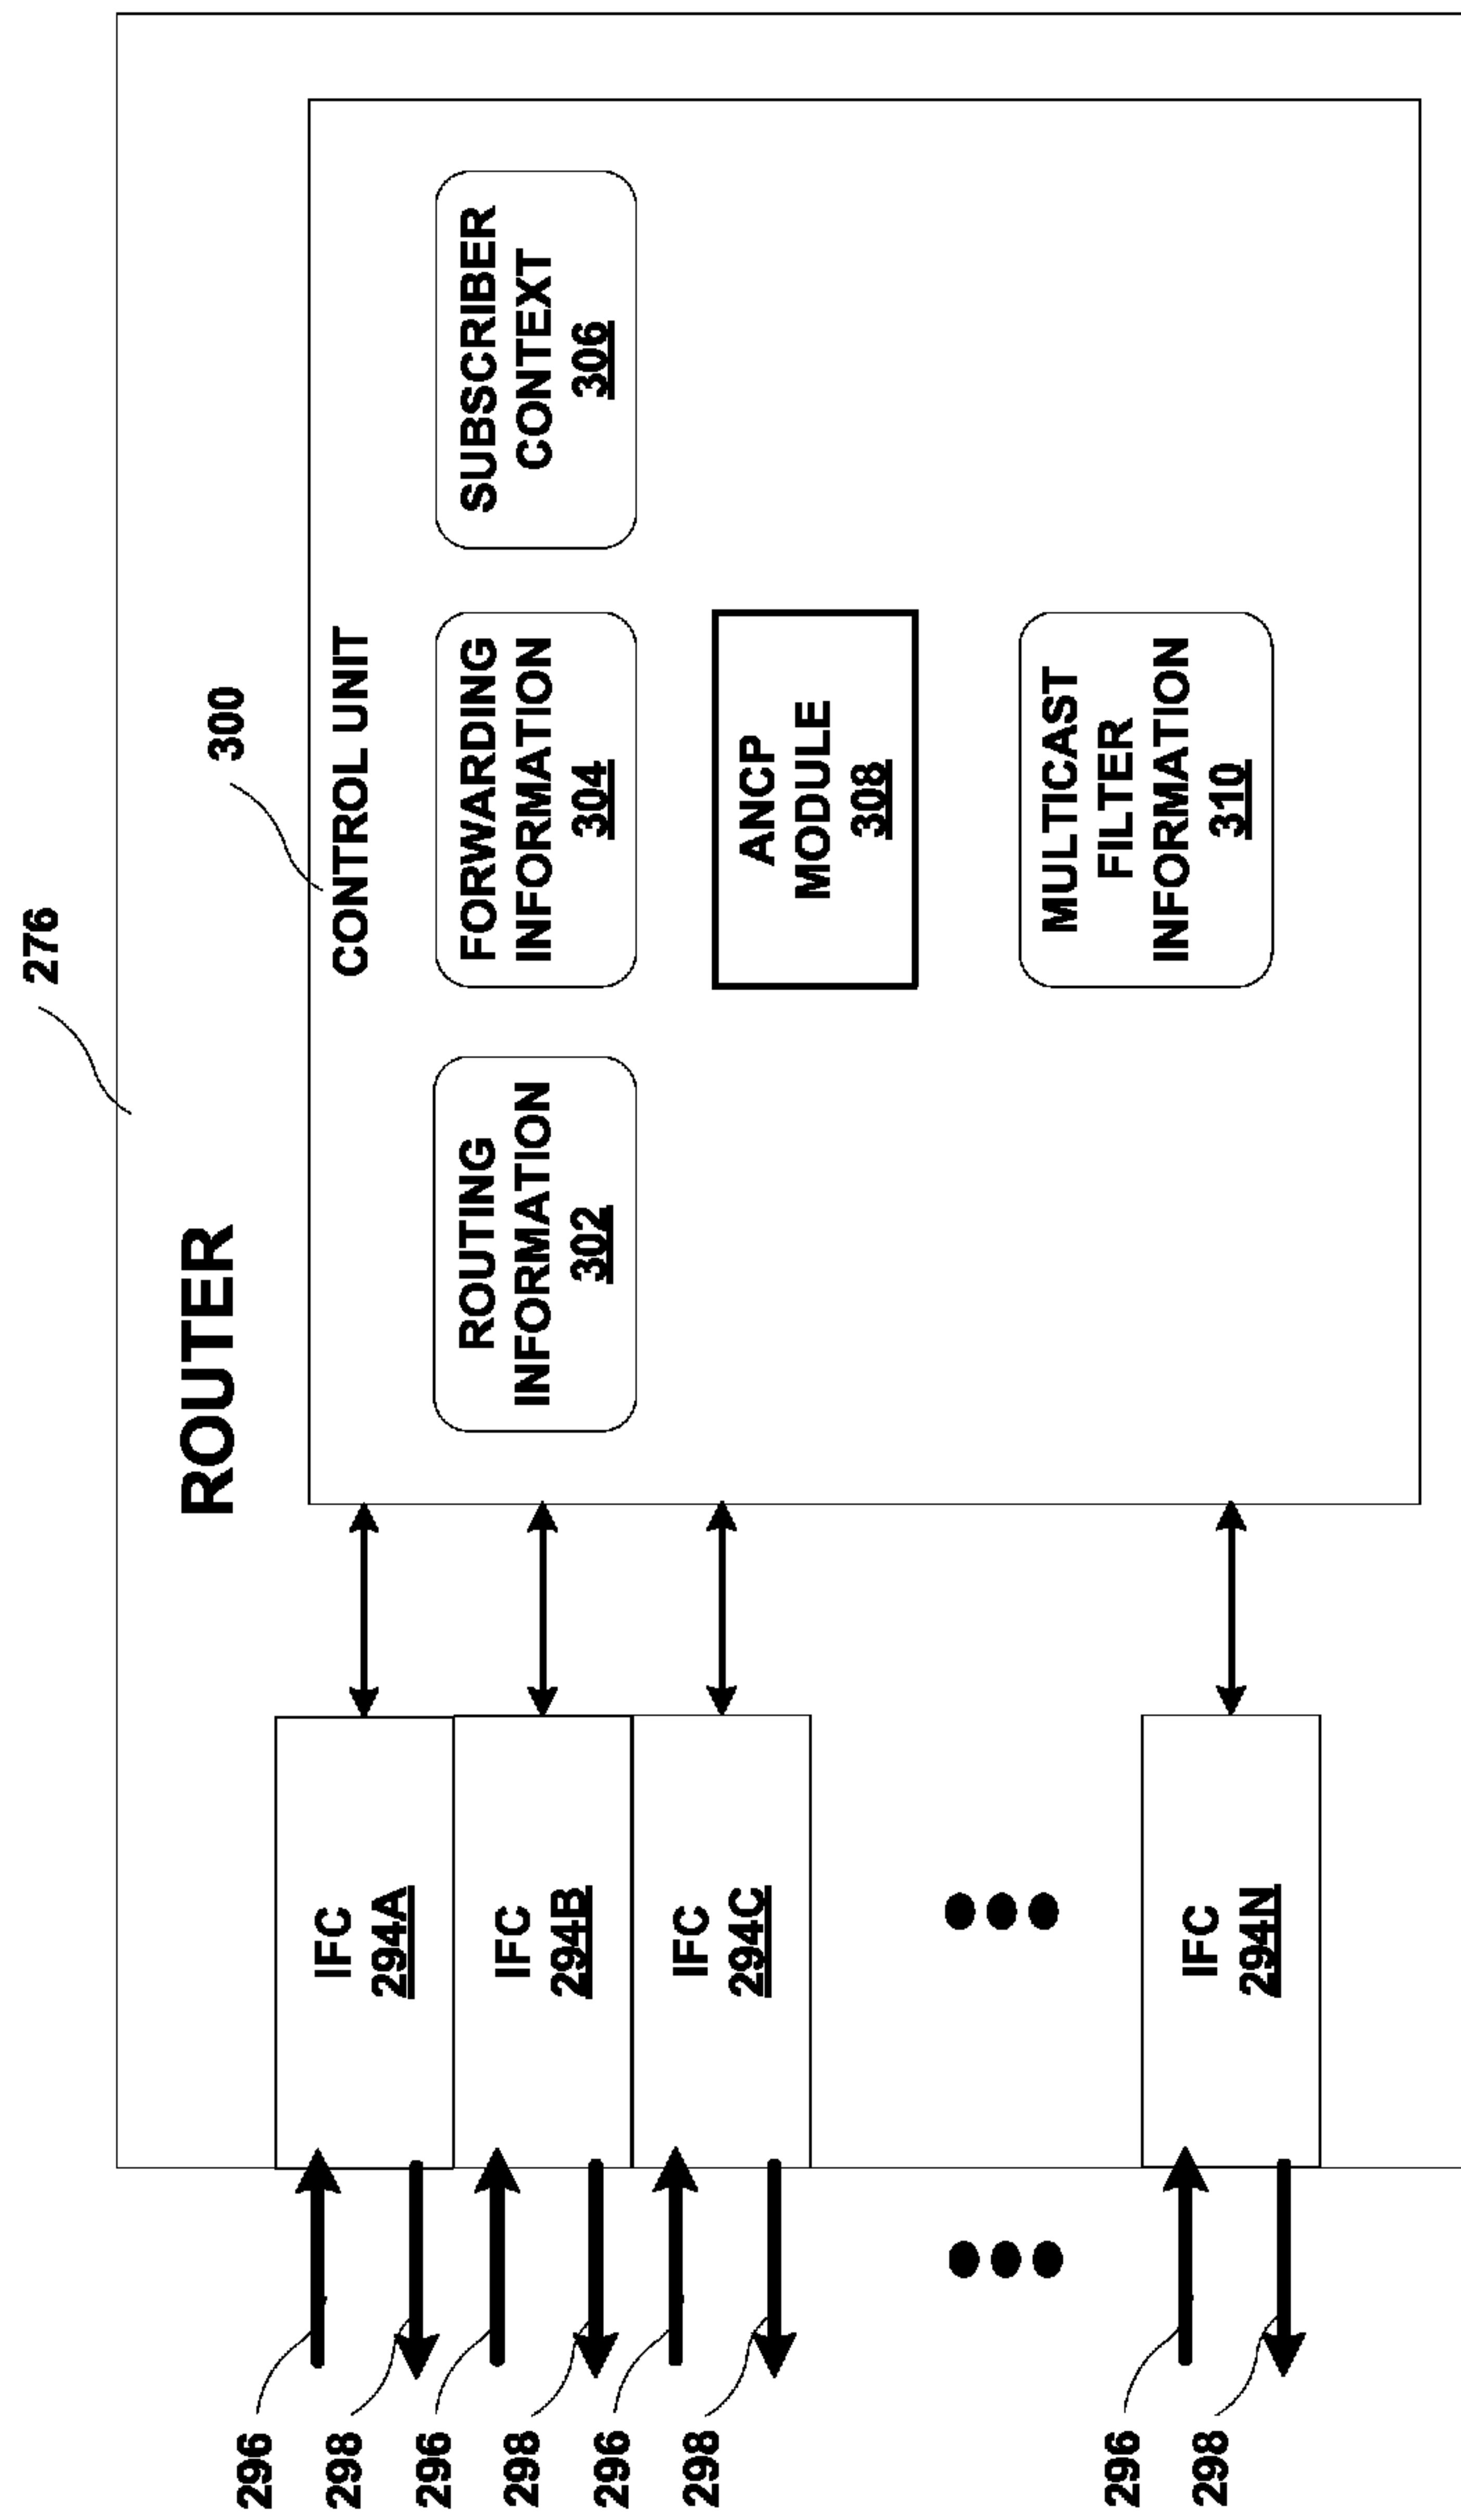 276
ROUTER
300
CONTROL UNIT
ROUTING
INFORMATION
302
FORWARDING
INFORMATION
304
SUBSCRIBER
CONTEXT
306
ANCP
MODULE
308
MULTICAST
FILTER
INFORMATION
310
IFC
294A
IFC
294B
IFC
294C
IFC
294N
296
298
296
298
296
298
296
298